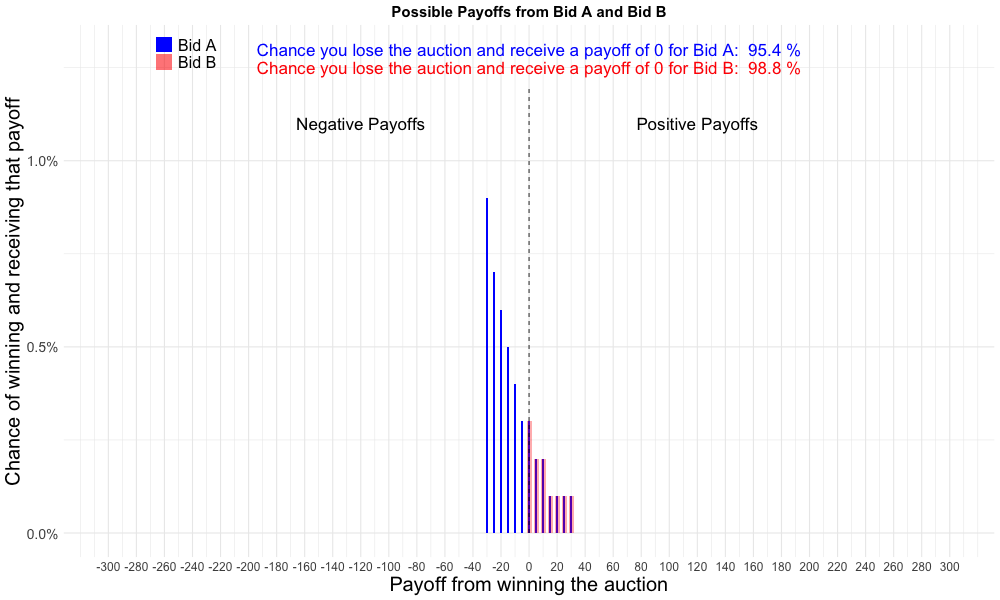 Possible Payoffs from Bid A and Bid B
Bid A
Bid B
Chance you lose the auction and receive a payoff of 0 for Bid A:  95.4 %
Chance you lose the auction and receive a payoff of 0 for Bid B:  98.8 %
Negative Payoffs
Positive Payoffs
Chance of winning and receiving that payoff
1.0%
0.5%
0.0%
-300 -280 -260 -240 -220 -200 -180 -160 -140 -120 -100 -80 -60 -40 -20 0 20 40 60 80 100 120 140 160 180 200 220 240 260 280 300
Payoff from winning the auction